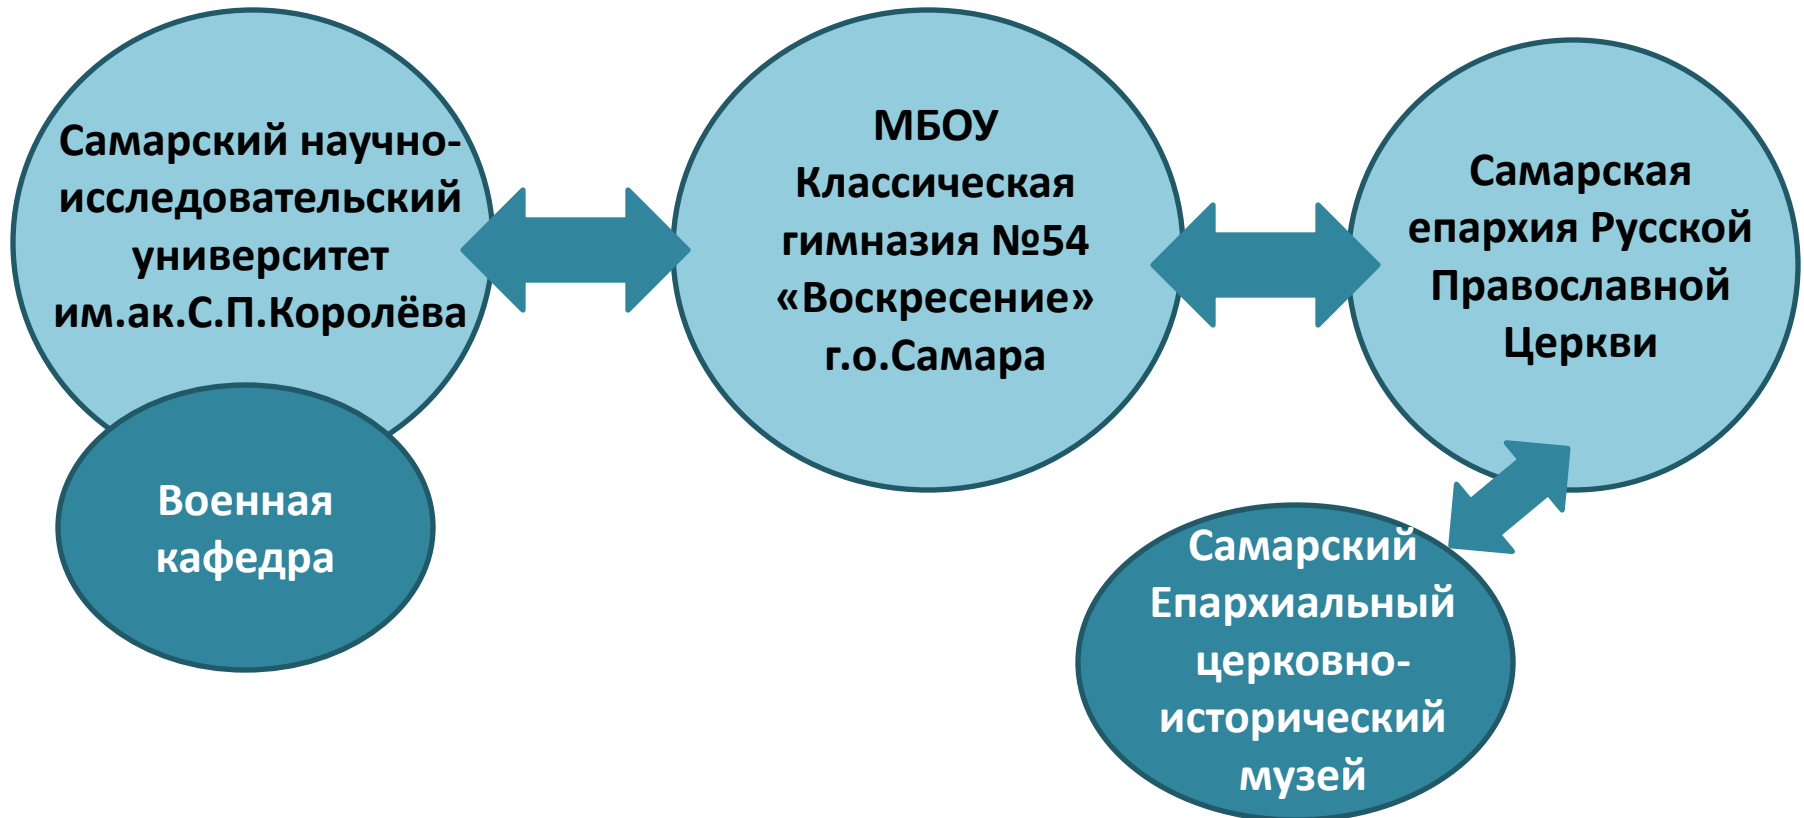 Самарский научно-
исследовательский
университет
им.ак.С.П.Королёва
Военная
кафедра
МБОУ
Классическая
гимназия №54
«Воскресение»
г.о.Самара
Самарская
епархия Русской
Православной
Церкви
Самарский
Епархиальный
церковно-
исторический
музей